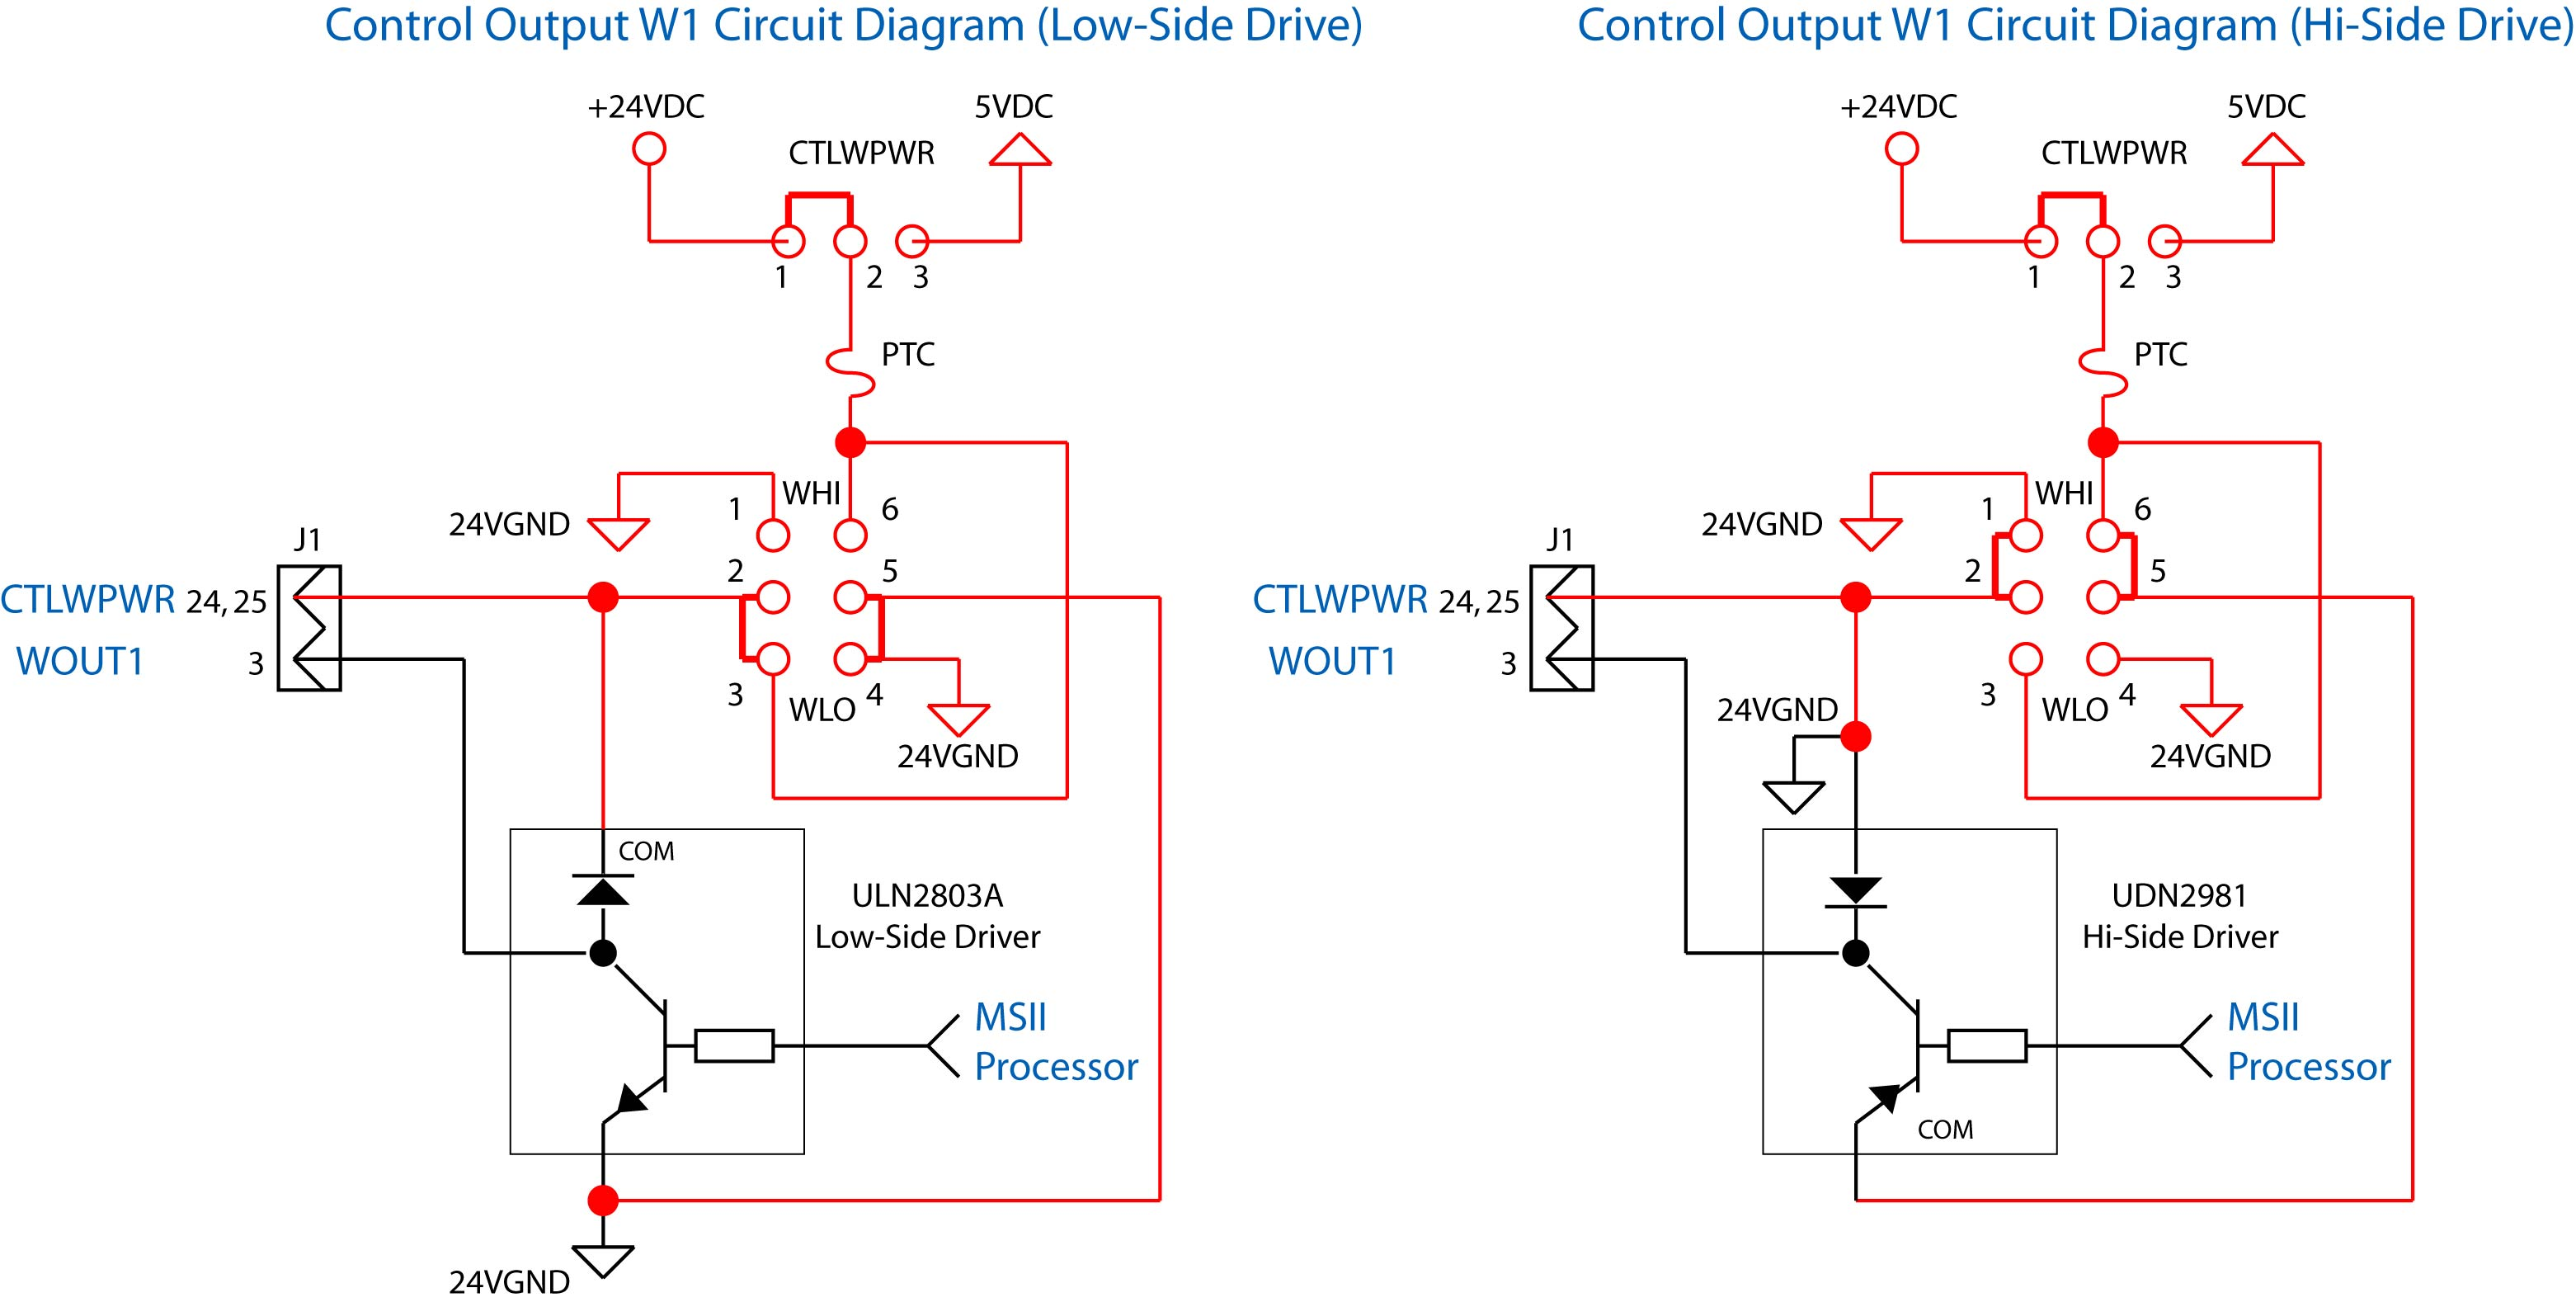 Control Output W1 Circuit Diagram (Low-Side Drive)
+24VDC
5VDC
CTLWPWR
1
2
3
PTC
WHI
1
6
24VGND
J1
2
5
CTLWPWR
24, 25
WOUT1
3
3
WLO
4
24VGND
COM
ULN2803A
Low-Side Driver
MSII
Processor
24VGND
Control Output W1 Circuit Diagram (Hi-Side Drive)
+24VDC
5VDC
CTLWPWR
1
2
3
PTC
WHI
1
6
24VGND
J1
2
5
CTLWPWR
24, 25
WOUT1
3
3
WLO
4
24VGND
24VGND
UDN2981
Hi-Side Driver
MSII
Processor
COM